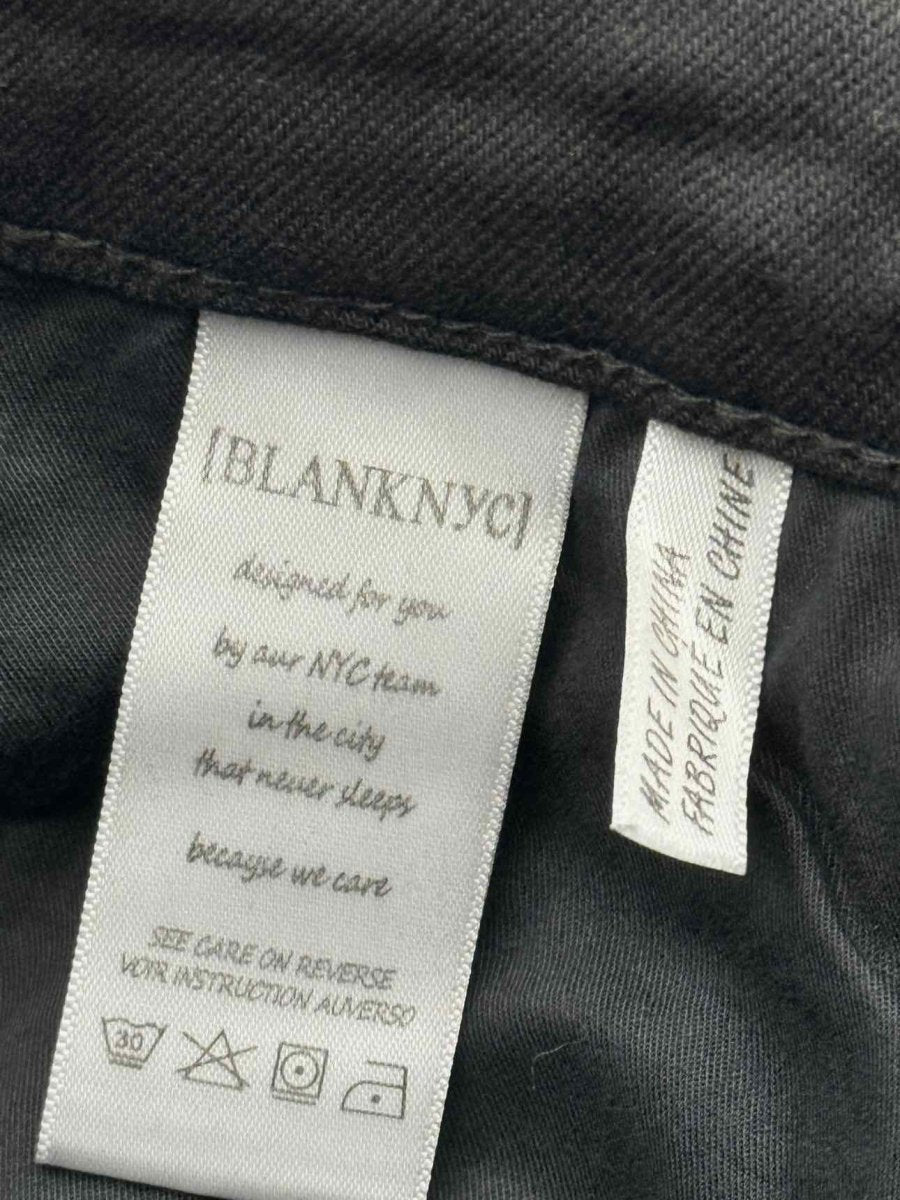 [BLANKNYC]
designed for you
by our NYC team
in the city
that never sleeps
because we care
SEE CARE ON REVERSE
VOIR INSTRUCTION AUVERSO
30
MADE IN CHINA
FABRIQUÉ EN CHINE